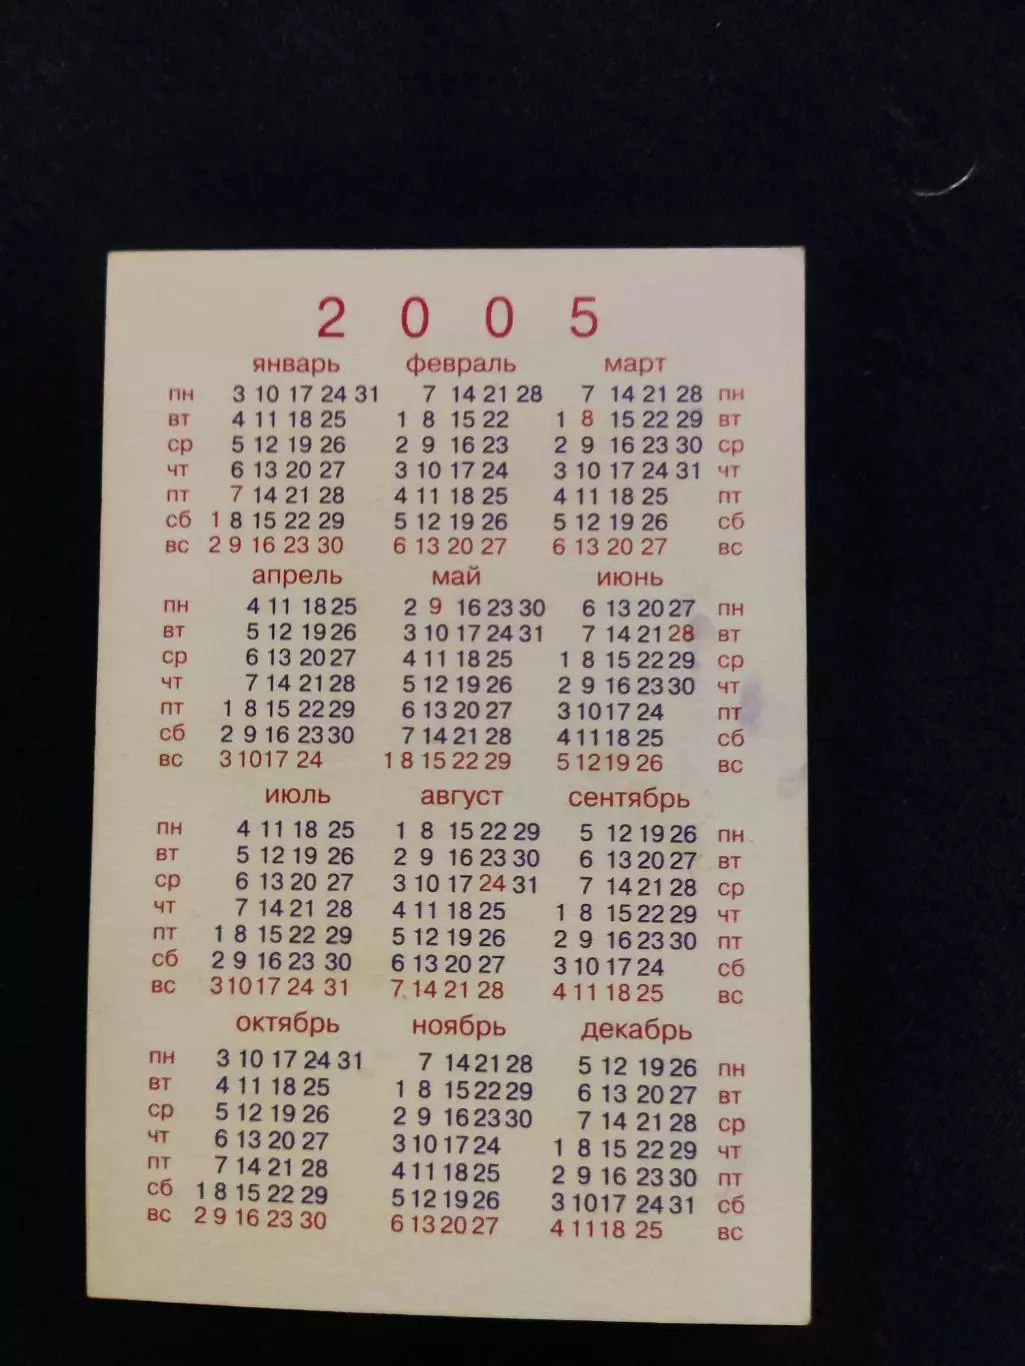 2 0 0 5
январь февраль март
пн 3 10 17 24 31 7 14 21 28 7 14 21 28 пн
вт 4 11 18 25 1 8 15 22 1 8 15 22 29 вт
ср 5 12 19 26 2 9 16 23 2 9 16 23 30 ср
чт 6 13 20 27 3 10 17 24 3 10 17 24 31 чт
пт 7 14 21 28 4 11 18 25 4 11 18 25 пт
сб 1 8 15 22 29 5 12 19 26 5 12 19 26 сб
вс 2 9 16 23 30 6 13 20 27 6 13 20 27 вс
апрель май июнь
пн 4 11 18 25 2 9 16 23 30 6 13 20 27 пн
вт 5 12 19 26 3 10 17 24 31 7 14 21 28 вт
ср 6 13 20 27 4 11 18 25 1 8 15 22 29 ср
чт 7 14 21 28 5 12 19 26 2 9 16 23 30 чт
пт 1 8 15 22 29 6 13 20 27 3 10 17 24 пт
сб 2 9 16 23 30 7 14 21 28 4 11 18 25 сб
вс 3 10 17 24 1 8 15 22 29 5 12 19 26 вс
июль август сентябрь
пн 4 11 18 25 1 8 15 22 29 5 12 19 26 пн
вт 5 12 19 26 2 9 16 23 30 6 13 20 27 вт
ср 6 13 20 27 3 10 17 24 31 7 14 21 28 ср
чт 7 14 21 28 4 11 18 25 1 8 15 22 29 чт
пт 1 8 15 22 29 5 12 19 26 2 9 16 23 30 пт
сб 2 9 16 23 30 6 13 20 27 3 10 17 24 сб
вс 3 10 17 24 31 7 14 21 28 4 11 18 25 вс
октябрь ноябрь декабрь
пн 3 10 17 24 31 7 14 21 28 5 12 19 26 пн
вт 4 11 18 25 1 8 15 22 29 6 13 20 27 вт
ср 5 12 19 26 2 9 16 23 30 7 14 21 28 ср
чт 6 13 20 27 3 10 17 24 1 8 15 22 29 чт
пт 7 14 21 28 4 11 18 25 2 9 16 23 30 пт
сб 1 8 15 22 29 5 12 19 26 3 10 17 24 31 сб
вс 2 9 16 23 30 6 13 20 27 4 11 18 25 вс